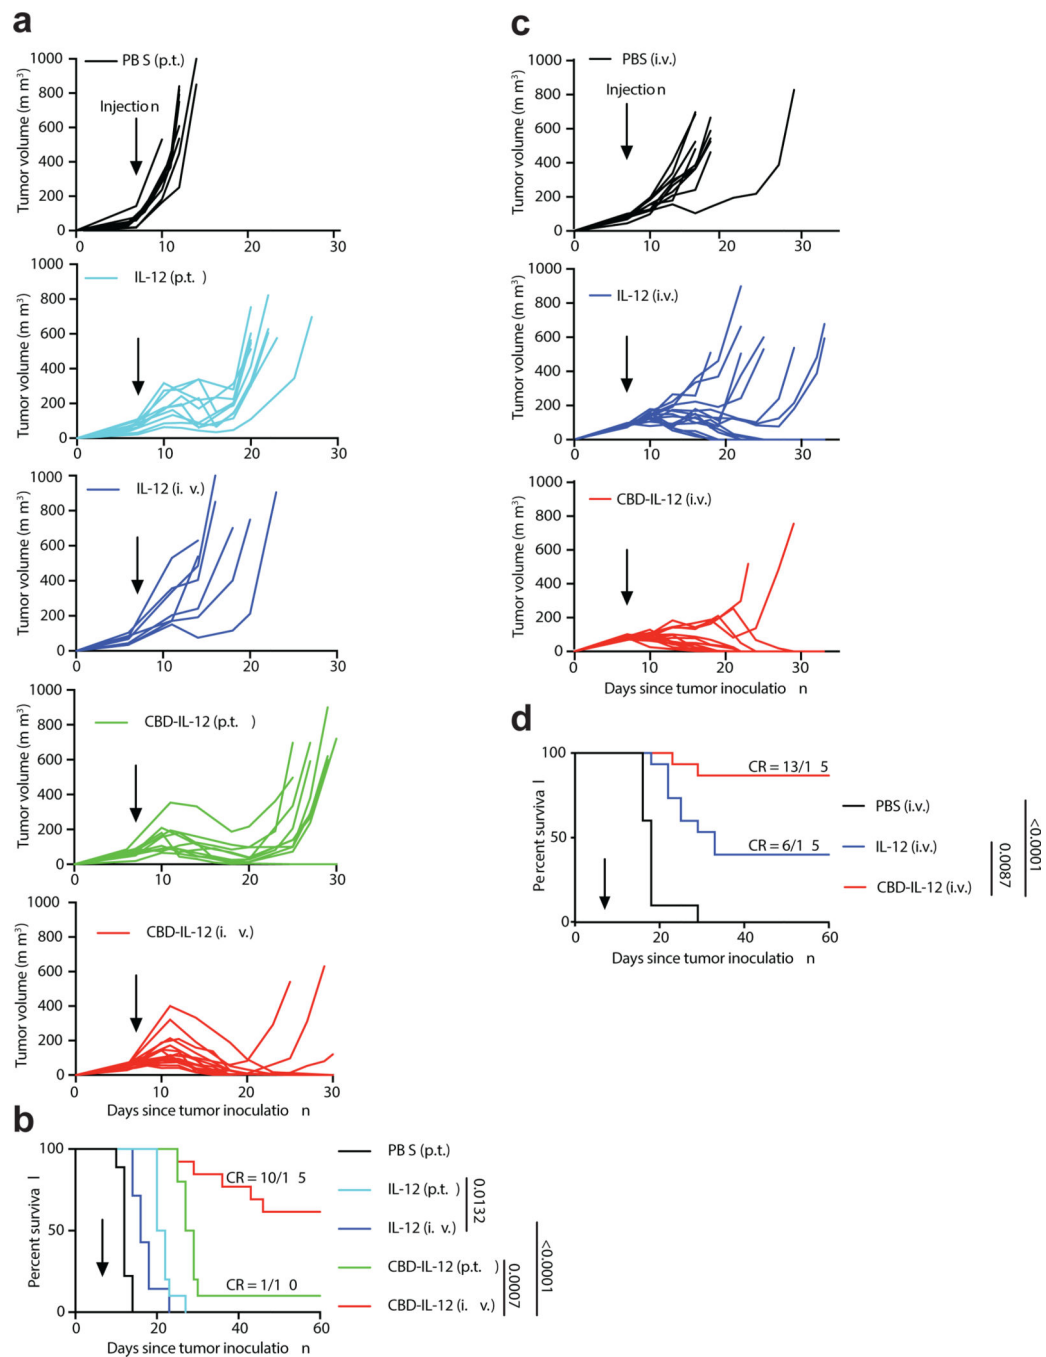 a
1000
800
600
400
200
0
Tumor volume (m m³)
PB S (p.t.)
Injectio n
0 10 20 30
1000
800
600
400
200
0
Tumor volume (m m³)
IL-12 (p.t. )
0 10 20 30
1000
800
600
400
200
0
Tumor volume (m m³)
IL-12 (i. v.)
0 10 20 30
1000
800
600
400
200
0
Tumor volume (m m³)
CBD-IL-12 (p.t. )
0 10 20 30
1000
800
600
400
200
0
Tumor volume (m m³)
CBD-IL-12 (i. v.)
0 10 20 30
Days since tumor inoculatio n
b
100
50
0
Percent surviva l
CR = 10/1 5
CR = 1/1 0
0 20 40 60
Days since tumor inoculatio n
PB S (p.t.)
IL-12 (p.t. )
IL-12 (i. v.)
CBD-IL-12 (p.t. )
CBD-IL-12 (i. v.)
0.0132
0.0007
<0.0001
c
1000
800
600
400
200
0
Tumor volume (m m³)
PBS (i.v.)
Injectio n
0 10 20 30
1000
800
600
400
200
0
Tumor volume (m m³)
IL-12 (i.v.)
0 10 20 30
1000
800
600
400
200
0
Tumor volume (m m³)
CBD-IL-12 (i.v.)
0 10 20 30
Days since tumor inoculatio n
d
100
50
0
Percent surviva l
CR = 13/1 5
CR = 6/1 5
0 20 40 60
Days since tumor inoculatio n
PBS (i.v.)
IL-12 (i.v.)
CBD-IL-12 (i.v.)
0.0087
<0.0001